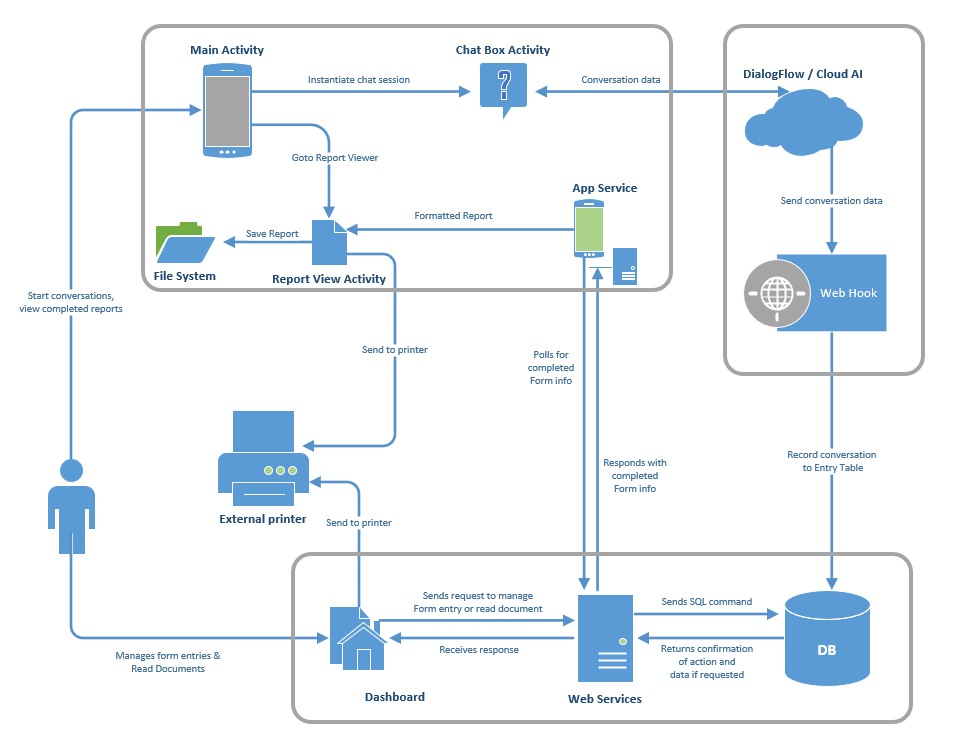 Main Activity
Chat Box Activity
DialogFlow / Cloud AI
Instantiate chat session
Conversation data
?
Goto Report Viewer
App Service
Send conversation data
Formatted Report
Save Report
File System
Report View Activity
Web Hook
Start conversations,
view completed reports
Send to printer
Polls for
completed
Form info
Record conversation
to Entry Table
Responds with
completed
Form info
External printer
Send to printer
Sends request to manage
Form entry or read document
Sends SQL command
Receives response
Returns confirmation
of action and
data if requested
DB
Manages form entries &
Read Documents
Dashboard
Web Services